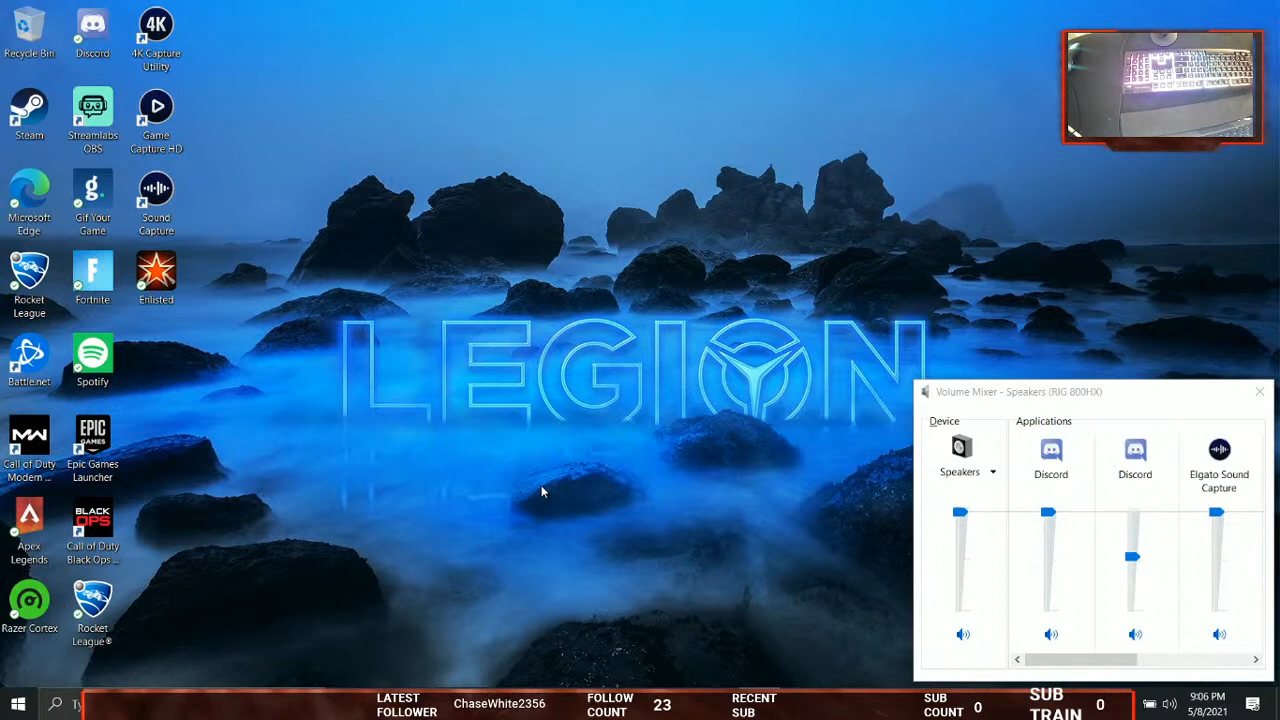 Recycle Bin
Discord
4K
4K Capture
Utility
Steam
Streamlabs
OBS
Game
Capture HD
Microsoft
Edge
g.
Gif Your
Game
Sound
Capture
Rocket
League
F
Fortnite
Enlisted
Battle.net
Spotify
MW
Call of Duty
Modern ...
EPIC
GAMES
Epic Games
Launcher
Apex
Legends
BLACK
OPS
Call of Duty
Black Ops ...
Razer Cortex
Rocket
League®
LEGION
Volume Mixer - Speakers (RIG 800HX)
Device
Applications
Speakers
Discord
Discord
Elgato Sound
Capture
Ty
LATEST
FOLLOWER
ChaseWhite2356
FOLLOW
COUNT
23
RECENT
SUB
SUB
COUNT
0
SUB
TRAIN
0
9:06 PM
5/8/2021